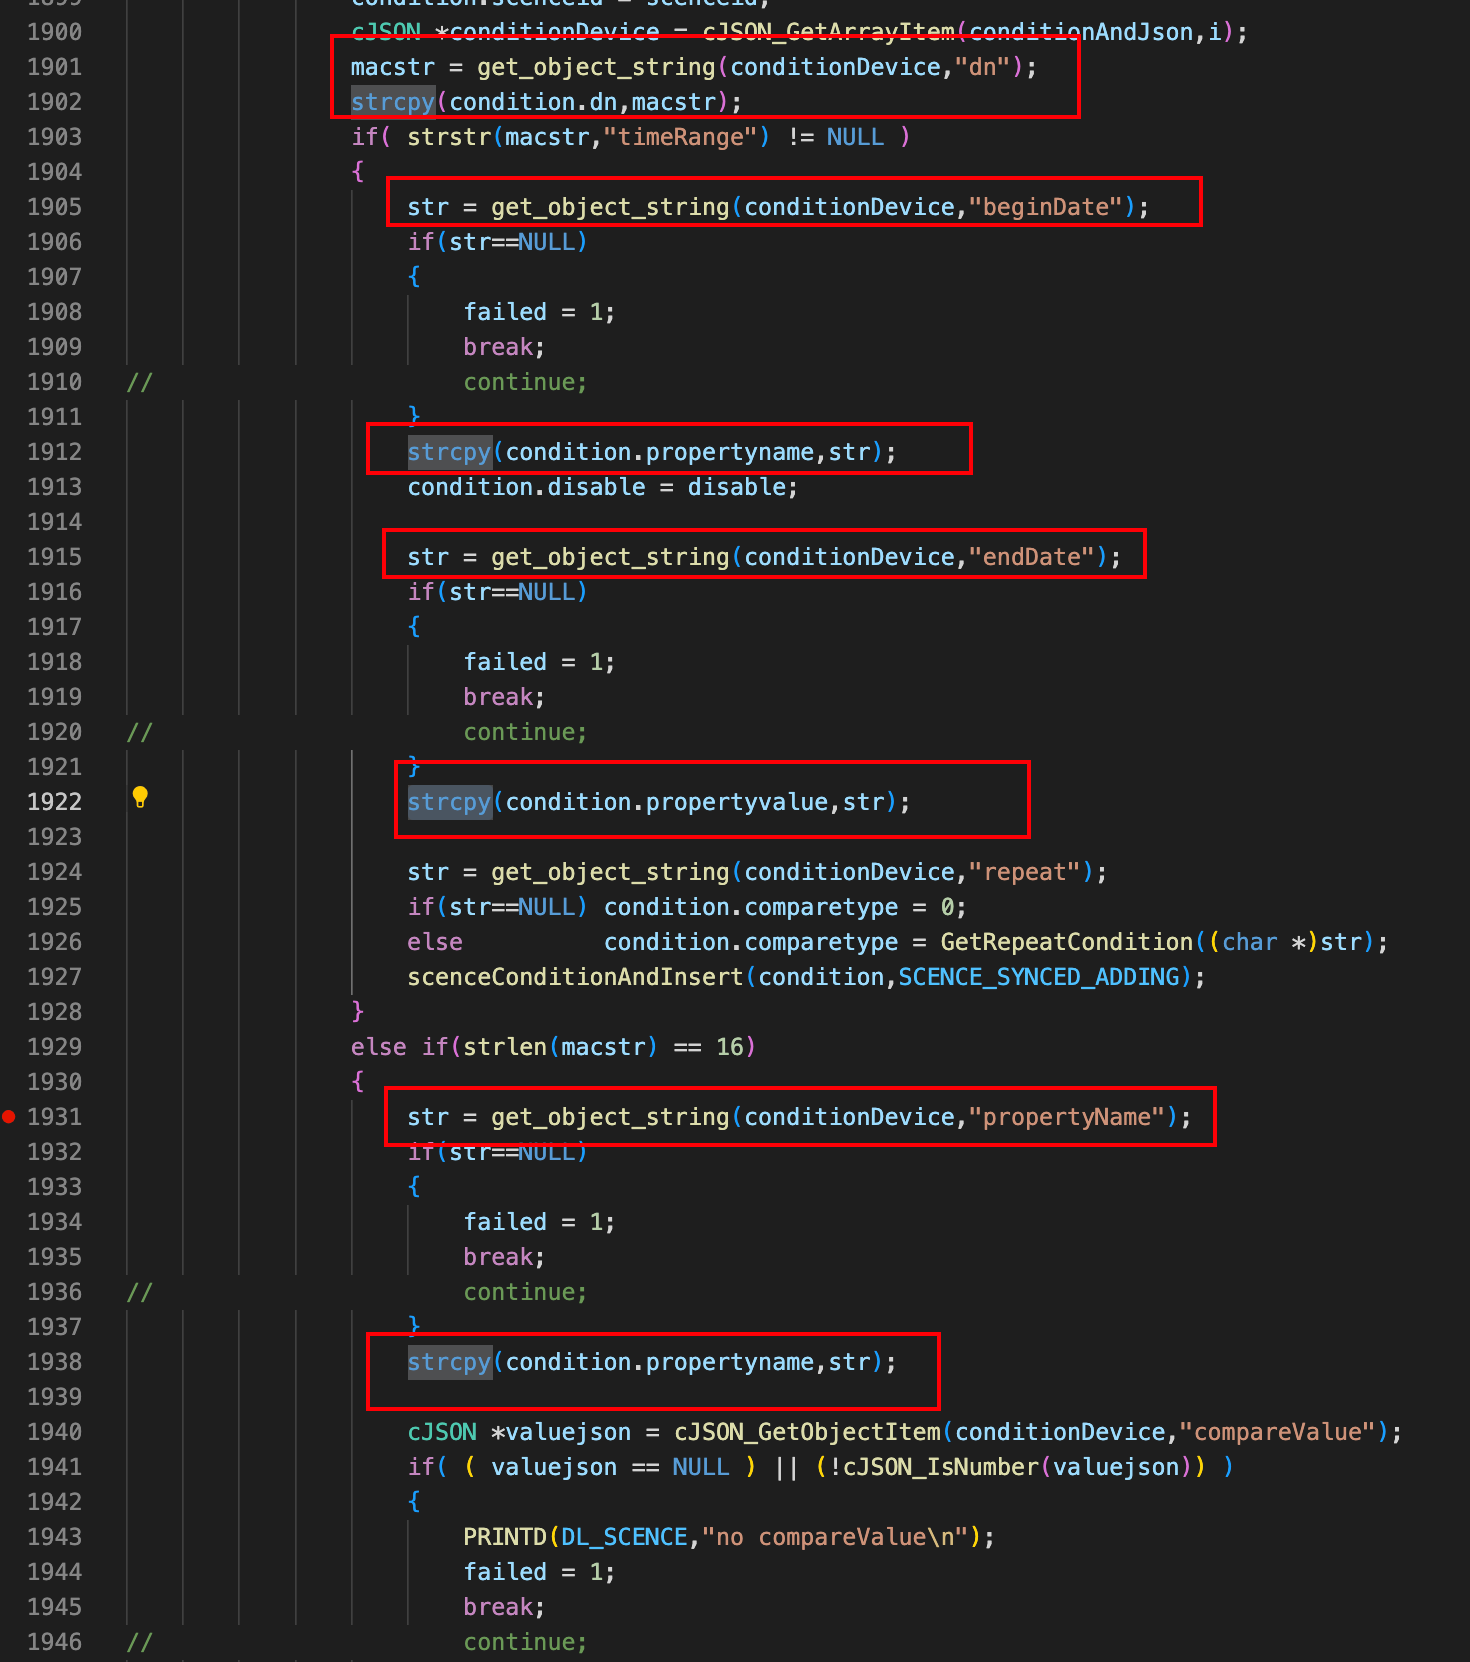 1899 condition.scenceid = scenceid;
1900 cJSON *conditionDevice = cJSON_GetArrayItem(conditionAndJson,i);
1901 macstr = get_object_string(conditionDevice,"dn");
1902 strcpy(condition.dn,macstr);
1903 if( strstr(macstr,"timeRange") != NULL )
1904 {
1905 str = get_object_string(conditionDevice,"beginDate");
1906 if(str==NULL)
1907 {
1908 failed = 1;
1909 break;
1910 // continue;
1911 }
1912 strcpy(condition.propertyname,str);
1913 condition.disable = disable;
1914
1915 str = get_object_string(conditionDevice,"endDate");
1916 if(str==NULL)
1917 {
1918 failed = 1;
1919 break;
1920 // continue;
1921 }
1922 strcpy(condition.propertyvalue,str);
1923
1924 str = get_object_string(conditionDevice,"repeat");
1925 if(str==NULL) condition.comparetype = 0;
1926 else condition.comparetype = GetRepeatCondition((char *)str);
1927 scenceConditionAndInsert(condition,SCENCE_SYNCED_ADDING);
1928 }
1929 else if(strlen(macstr) == 16)
1930 {
1931 str = get_object_string(conditionDevice,"propertyName");
1932 if(str==NULL)
1933 {
1934 failed = 1;
1935 break;
1936 // continue;
1937 }
1938 strcpy(condition.propertyname,str);
1939
1940 cJSON *valuejson = cJSON_GetObjectItem(conditionDevice,"compareValue");
1941 if( ( valuejson == NULL ) || (!cJSON_IsNumber(valuejson)) )
1942 {
1943 PRINTD(DL_SCENCE,"no compareValue\n");
1944 failed = 1;
1945 break;
1946 // continue;